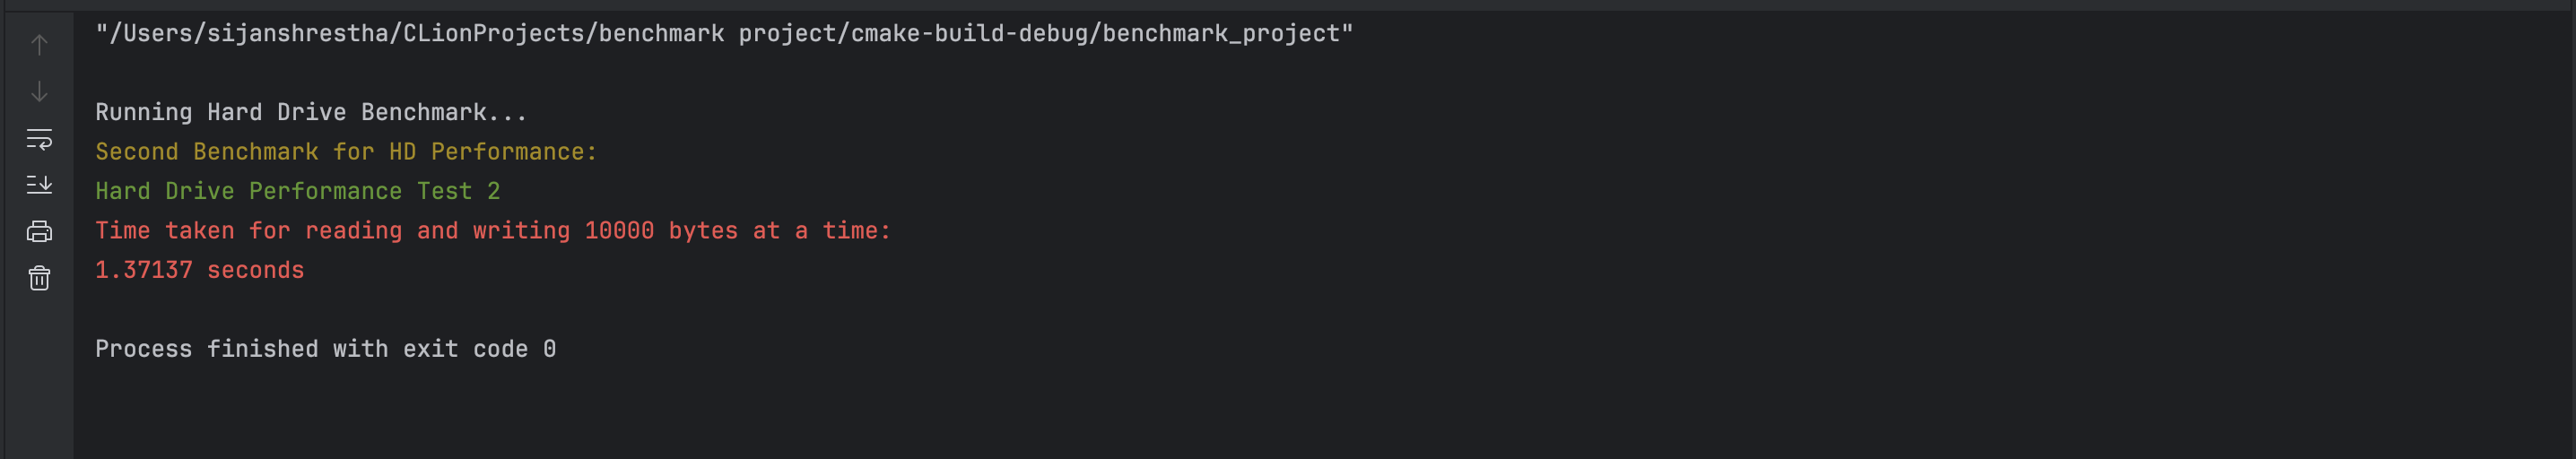 "/Users/sijanshrestha/CLionProjects/benchmark project/cmake-build-debug/benchmark_project"
Running Hard Drive Benchmark...
Second Benchmark for HD Performance:
Hard Drive Performance Test 2
Time taken for reading and writing 10000 bytes at a time:
1.37137 seconds
Process finished with exit code 0